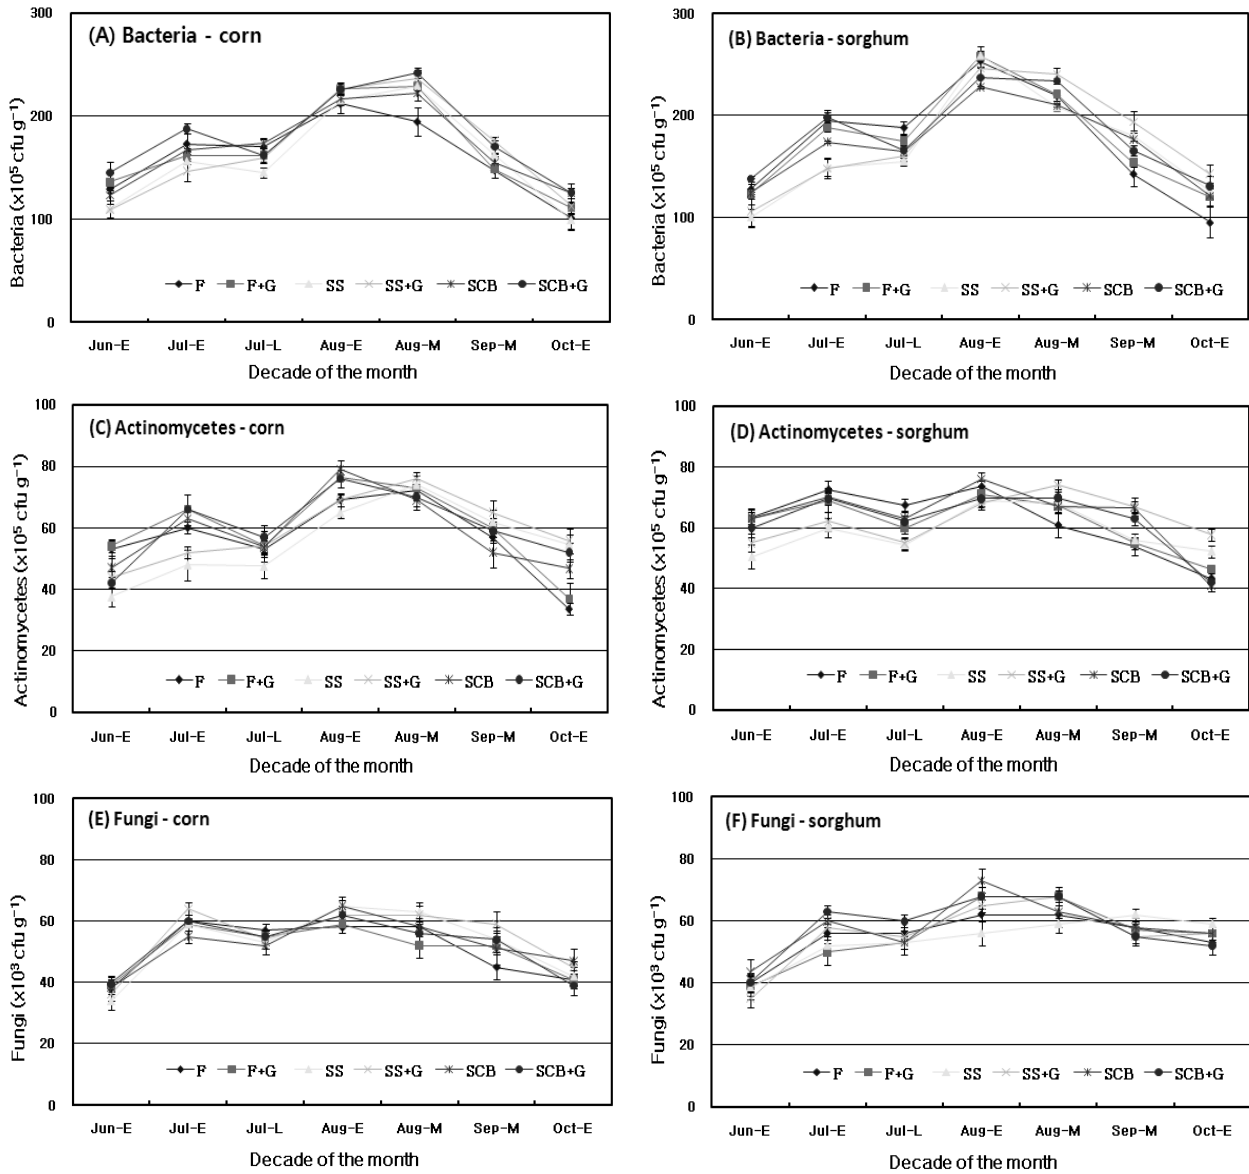 (A) Bacteria - corn
Bacteria (x10⁵ cfu g⁻¹)
300
200
100
0
F F+G SS SS+G SCB SCB+G
Jun-E Jul-E Jul-L Aug-E Aug-M Sep-M Oct-E
Decade of the month
(B) Bacteria - sorghum
Bacteria (x10⁵ cfu g⁻¹)
300
200
100
0
F F+G SS SS+G SCB SCB+G
Jun-E Jul-E Jul-L Aug-E Aug-M Sep-M Oct-E
Decade of the month
(C) Actinomycetes - corn
Actinomycetes (x10⁵ cfu g⁻¹)
100
80
60
40
20
0
F F+G SS SS+G SCB SCB+G
Jun-E Jul-E Jul-L Aug-E Aug-M Sep-M Oct-E
Decade of the month
(D) Actinomycetes - sorghum
Actinomycetes (x10⁵ cfu g⁻¹)
100
80
60
40
20
0
F F+G SS SS+G SCB SCB+G
Jun-E Jul-E Jul-L Aug-E Aug-M Sep-M Oct-E
Decade of the month
(E) Fungi - corn
Fungi (x10³ cfu g⁻¹)
100
80
60
40
20
0
F F+G SS SS+G SCB SCB+G
Jun-E Jul-E Jul-L Aug-E Aug-M Sep-M Oct-E
Decade of the month
(F) Fungi - sorghum
Fungi (x10³ cfu g⁻¹)
100
80
60
40
20
0
F F+G SS SS+G SCB SCB+G
Jun-E Jul-E Jul-L Aug-E Aug-M Sep-M Oct-E
Decade of the month